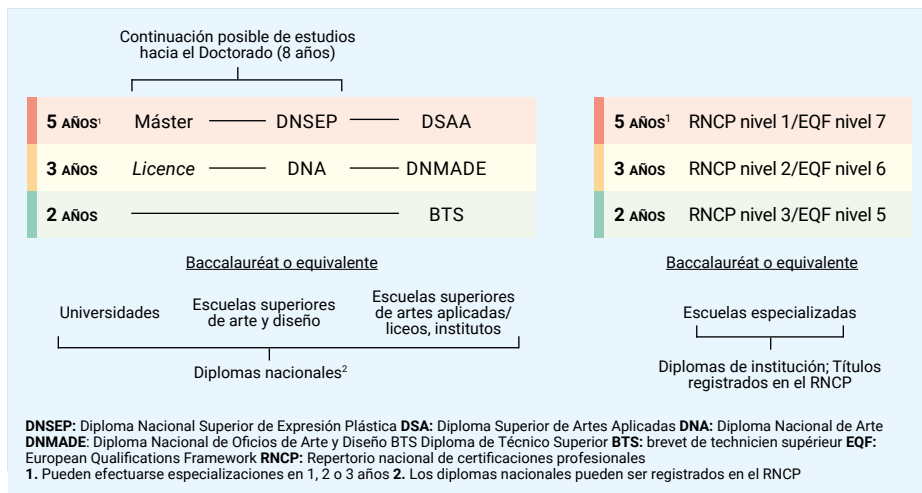 Continuación posible de estudios
hacia el Doctorado (8 años)
5 AÑOS¹ Máster DNSEP DSAA
3 AÑOS Licence DNA DNMADE
2 AÑOS BTS
Baccalauréat o equivalente
Universidades
Escuelas superiores
de arte y diseño
Escuelas superiores
de artes aplicadas/
liceos, institutos
Diplomas nacionales²
5 AÑOS¹ RNCP nivel 1/EQF nivel 7
3 AÑOS RNCP nivel 2/EQF nivel 6
2 AÑOS RNCP nivel 3/EQF nivel 5
Baccalauréat o equivalente
Escuelas especializadas
Diplomas de institución; Títulos
registrados en el RNCP
DNSEP: Diploma Nacional Superior de Expresión Plástica DSA: Diploma Superior de Artes Aplicadas DNA: Diploma Nacional de Arte
DNMADE: Diploma Nacional de Oficios de Arte y Diseño BTS Diploma de Técnico Superior BTS: brevet de technicien supérieur EQF:
European Qualifications Framework RNCP: Repertorio nacional de certificaciones profesionales
1. Pueden efectuarse especializaciones en 1, 2 o 3 años 2. Los diplomas nacionales pueden ser registrados en el RNCP